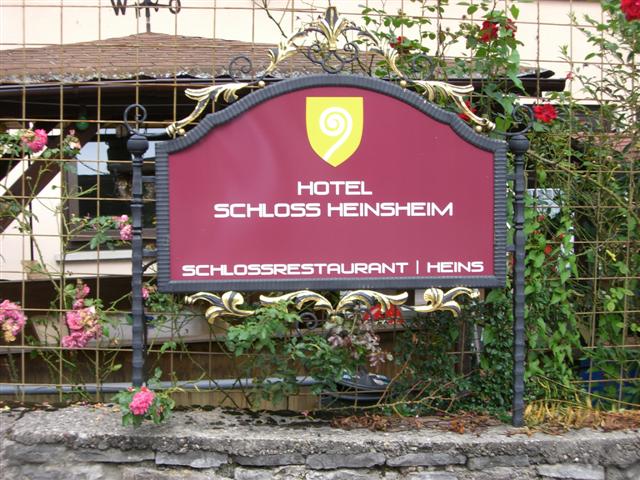 W O
HOTEL
SCHLOSS HEINSHEIM
SCHLOSSRESTAURANT | HEINS